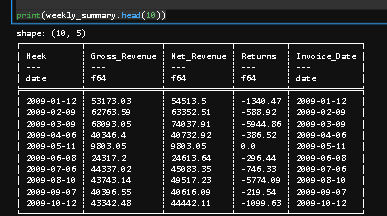 print(weekly_summary.head(10))
shape: (10, 5)
Week Gross_Revenue Net_Revenue Returns Invoice_Date
--- --- --- --- ---
date f64 f64 f64 date
2009-01-12 53173.03 54513.5 -1340.47 2009-01-12
2009-02-09 62763.59 63352.51 -588.92 2009-02-09
2009-03-09 68093.05 74037.91 -5944.86 2009-03-09
2009-04-06 40346.4 40732.92 -386.52 2009-04-06
2009-05-11 9803.05 9803.05 0.0 2009-05-11
2009-06-08 24317.2 24613.64 -296.44 2009-06-08
2009-07-06 44337.02 45083.35 -746.33 2009-07-06
2009-08-10 43743.14 49517.23 -5774.09 2009-08-10
2009-09-07 40396.55 40616.09 -219.54 2009-09-07
2009-10-12 43342.48 44442.11 -1099.63 2009-10-12